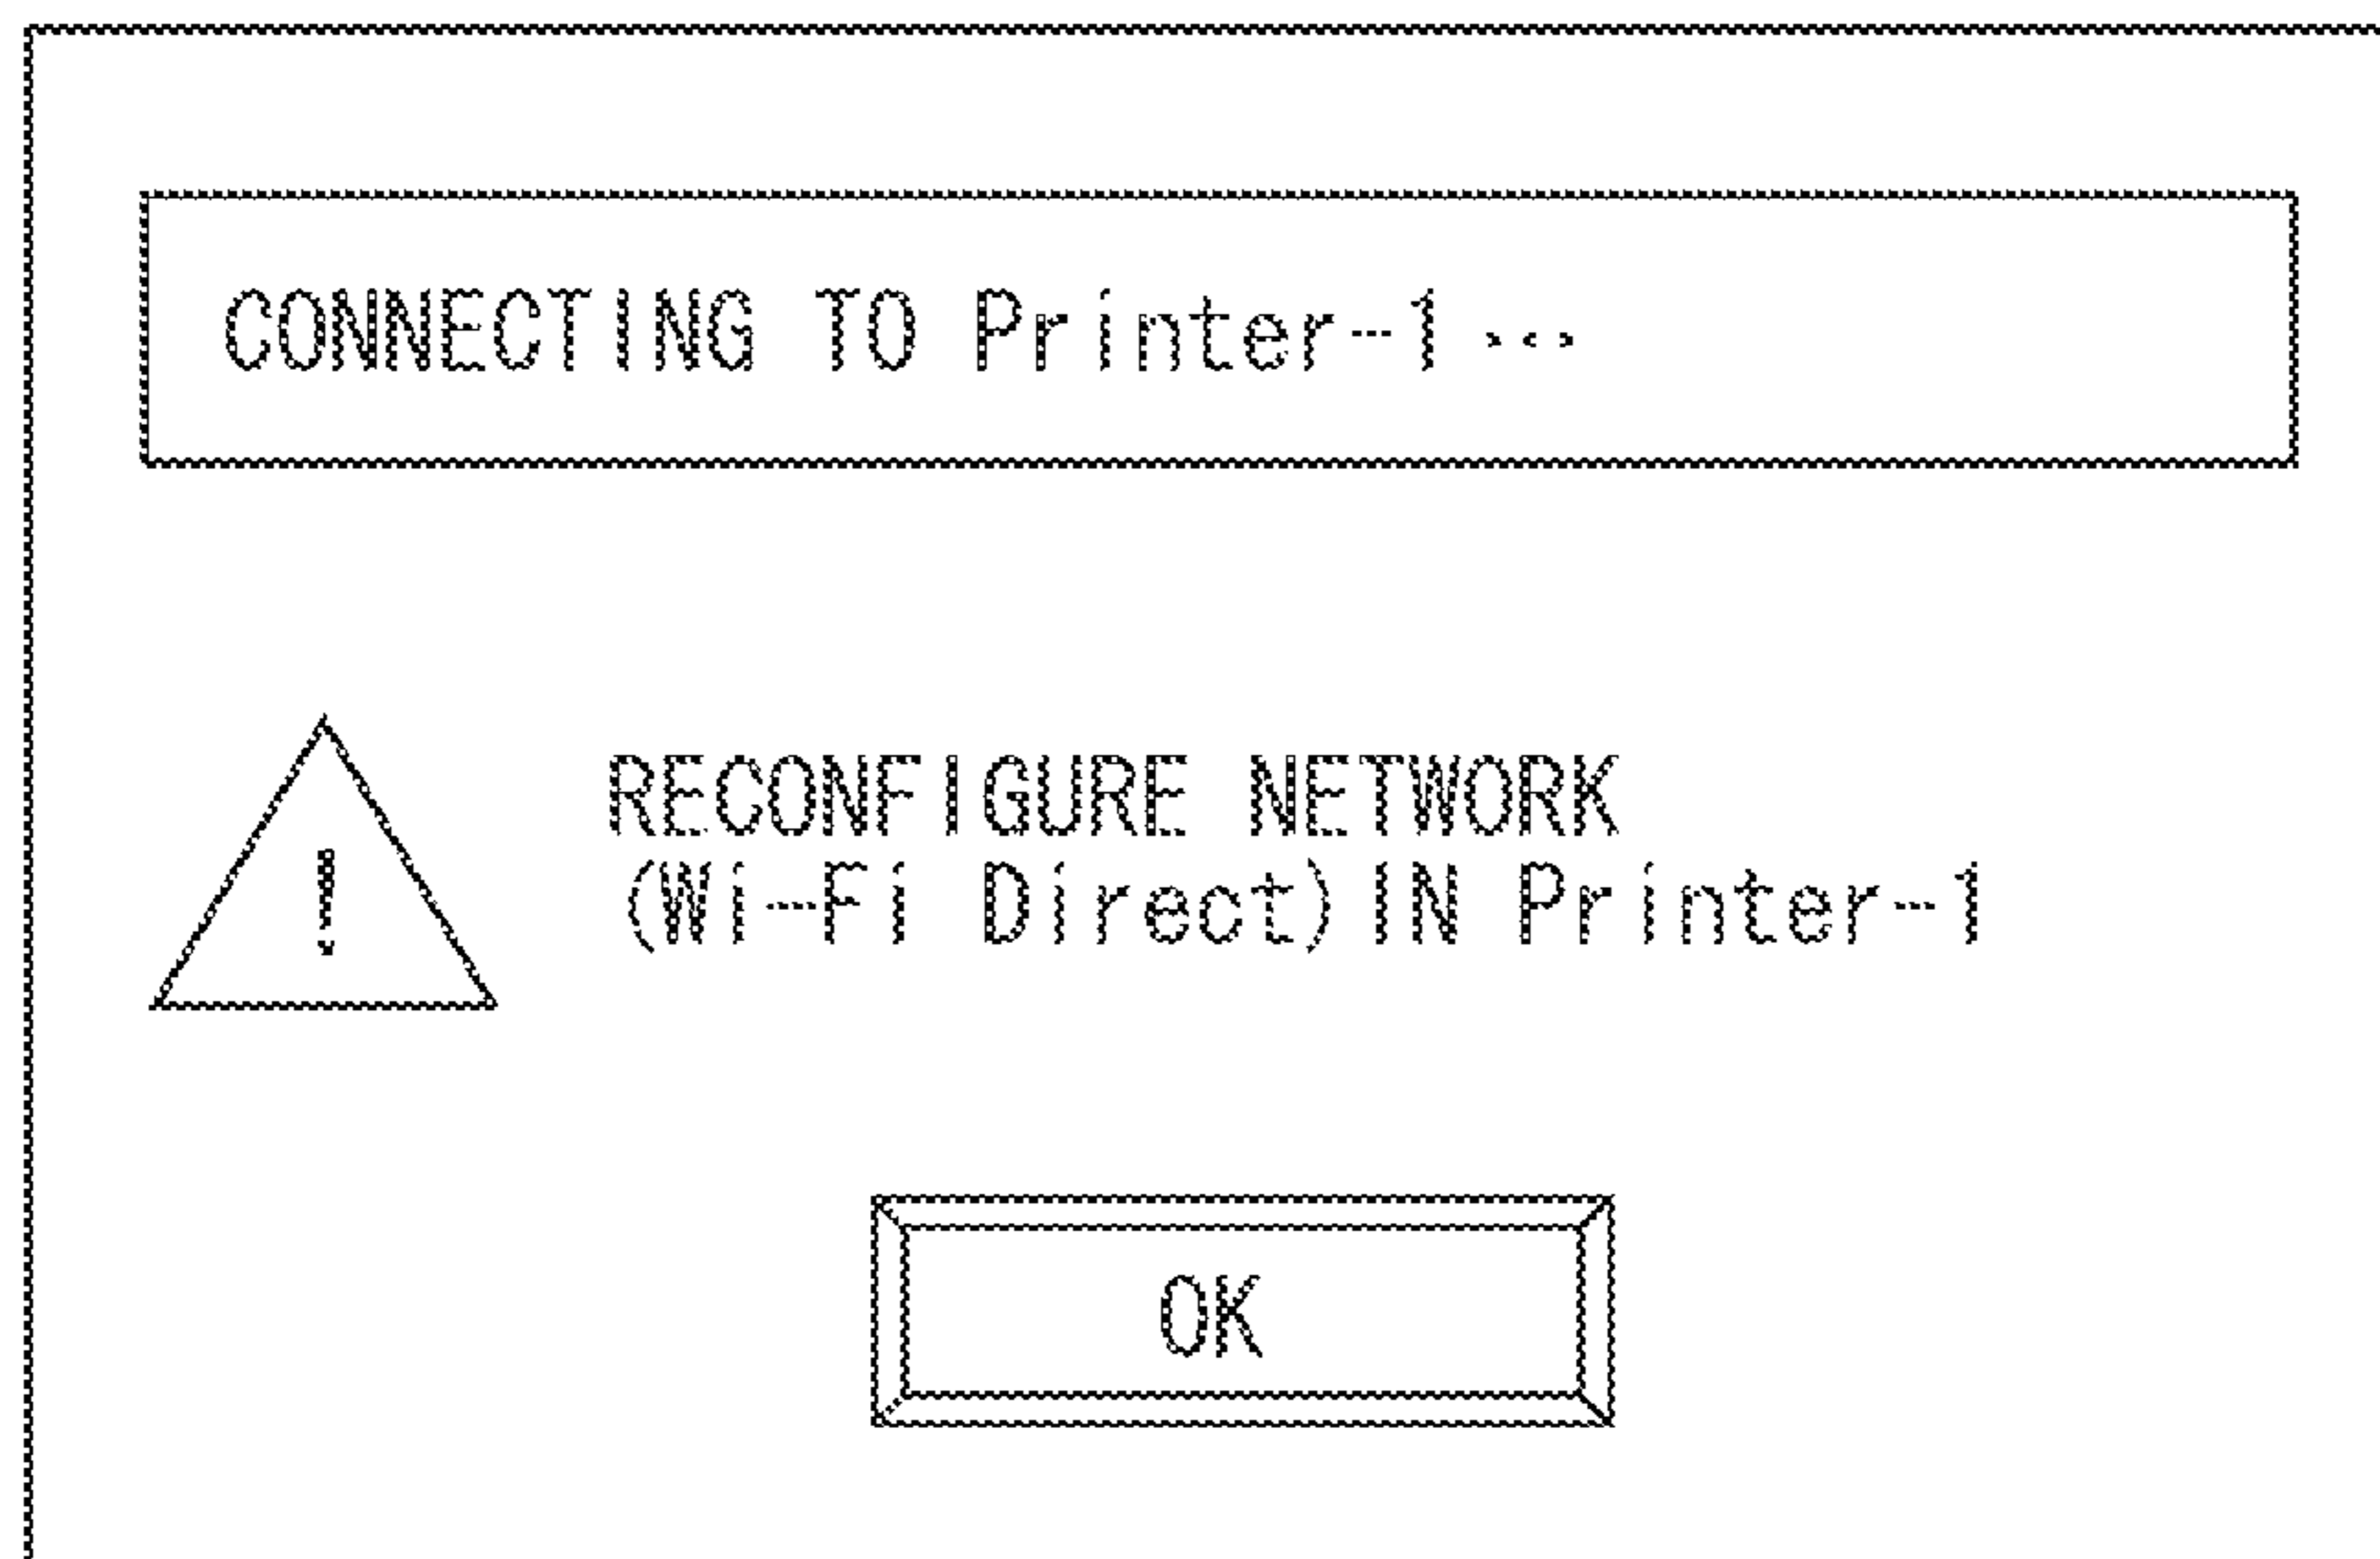 CONNECTING TO Printer-1...
!
RECONFIGURE NETWORK
(Wi-Fi Direct)IN Printer-1
OK